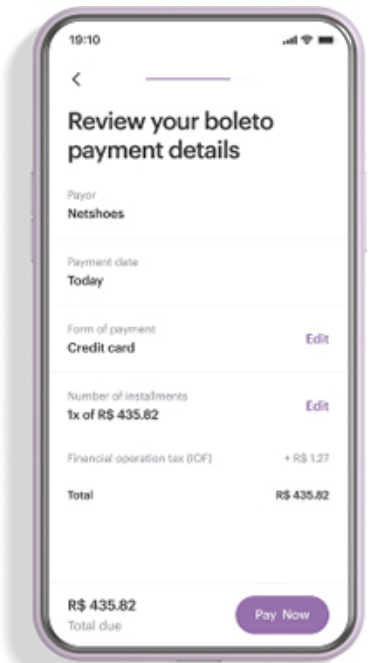 19:10
Review your boleto
payment details
Payor
Netshoes
Payment date
Today
Form of payment
Credit card
Edit
Number of installments
1x of R$ 435.82
Edit
Financial operation tax (IOF)
+ R$ 1.27
Total
R$ 435.82
R$ 435.82
Total due
Pay Now